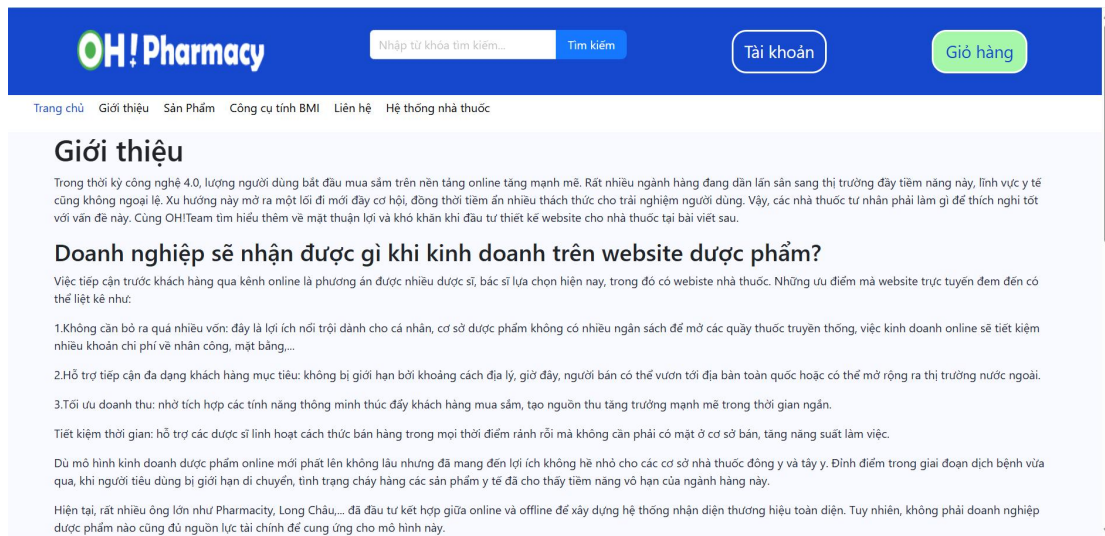 OH! Pharmacy
Nhập từ khóa tìm kiếm...
Tìm kiếm
Tài khoản
Giỏ hàng
Trang chủ Giới thiệu Sản Phẩm Công cụ tính BMI Liên hệ Hệ thống nhà thuốc
Giới thiệu
Trong thời kỳ công nghệ 4.0, lượng người dùng bắt đầu mua sắm trên nền tảng online tăng mạnh mẽ. Rất nhiều ngành hàng đang dần lấn sân sang thị trường đầy tiềm năng này, lĩnh vực y tế
cũng không ngoại lệ. Xu hướng này mở ra một lối đi mới đầy cơ hội, đồng thời tiềm ẩn nhiều thách thức cho trải nghiệm người dùng. Vậy, các nhà thuốc tư nhân phải làm gì để thích nghi tốt
với vấn đề này. Cùng OH!Team tìm hiểu thêm về mặt thuận lợi và khó khăn khi đầu tư thiết kế website cho nhà thuốc tại bài viết sau.
Doanh nghiệp sẽ nhận được gì khi kinh doanh trên website dược phẩm?
Việc tiếp cận trước khách hàng qua kênh online là phương án được nhiều dược sĩ, bác sĩ lựa chọn hiện nay, trong đó có webiste nhà thuốc. Những ưu điểm mà website trực tuyến đem đến có
thể liệt kê như:
1.Không cần bỏ ra quá nhiều vốn: đây là lợi ích nổi trội dành cho cá nhân, cơ sở dược phẩm không có nhiều ngân sách để mở các quầy thuốc truyền thống, việc kinh doanh online sẽ tiết kiệm
nhiều khoản chi phí về nhân công, mặt bằng,...
2.Hỗ trợ tiếp cận đa dạng khách hàng mục tiêu: không bị giới hạn bởi khoảng cách địa lý, giờ đây, người bán có thể vươn tới địa bàn toàn quốc hoặc có thể mở rộng ra thị trường nước ngoài.
3.Tối ưu doanh thu: nhờ tích hợp các tính năng thông minh thúc đẩy khách hàng mua sắm, tạo nguồn thu tăng trưởng mạnh mẽ trong thời gian ngắn.
Tiết kiệm thời gian: hỗ trợ các dược sĩ linh hoạt cách thức bán hàng trong mọi thời điểm rảnh rỗi mà không cần phải có mặt ở cơ sở bán, tăng năng suất làm việc.
Dù mô hình kinh doanh dược phẩm online mới phất lên không lâu nhưng đã mang đến lợi ích không hề nhỏ cho các cơ sở nhà thuốc đông y và tây y. Đỉnh điểm trong giai đoạn dịch bệnh vừa
qua, khi người tiêu dùng bị giới hạn di chuyển, tình trạng cháy hàng các sản phẩm y tế đã cho thấy tiềm năng vô hạn của ngành hàng này.
Hiện tại, rất nhiều ông lớn như Pharmacity, Long Châu,... đã đầu tư kết hợp giữa online và offline để xây dựng hệ thống nhận diện thương hiệu toàn diện. Tuy nhiên, không phải doanh nghiệp
dược phẩm nào cũng đủ nguồn lực tài chính để cung ứng cho mô hình này.